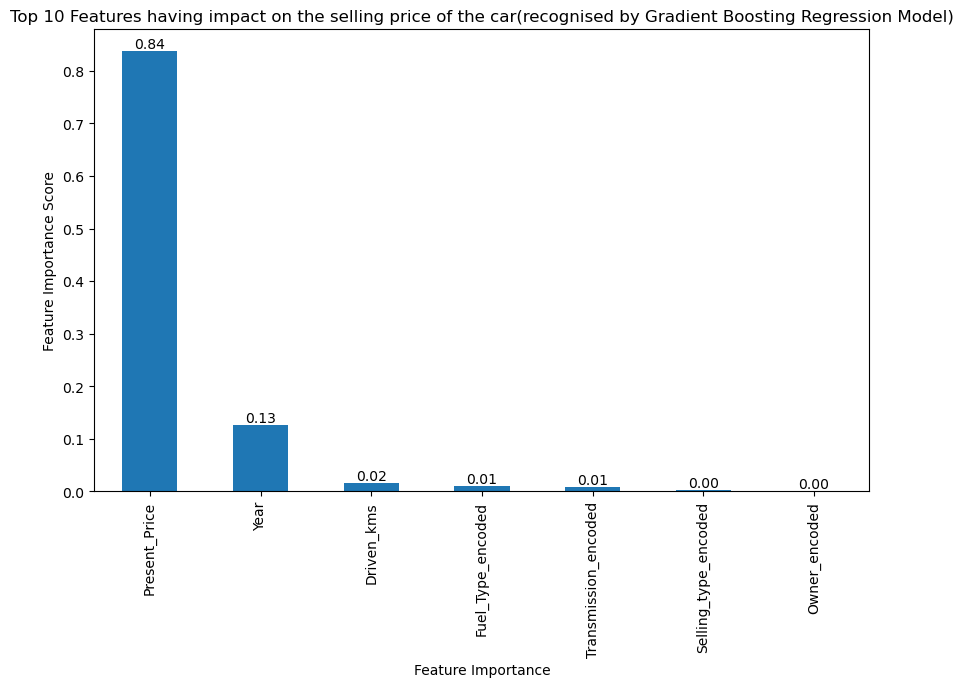 Top 10 Features having impact on the selling price of the car(recognised by Gradient Boosting Regression Model)
Feature Importance Score
0.8
0.7
0.6
0.5
0.4
0.3
0.2
0.1
0.0
0.84
0.13
0.02
0.01
0.01
0.00
0.00
Present_Price
Year
Driven_kms
Fuel_Type_encoded
Transmission_encoded
Selling_type_encoded
Owner_encoded
Feature Importance